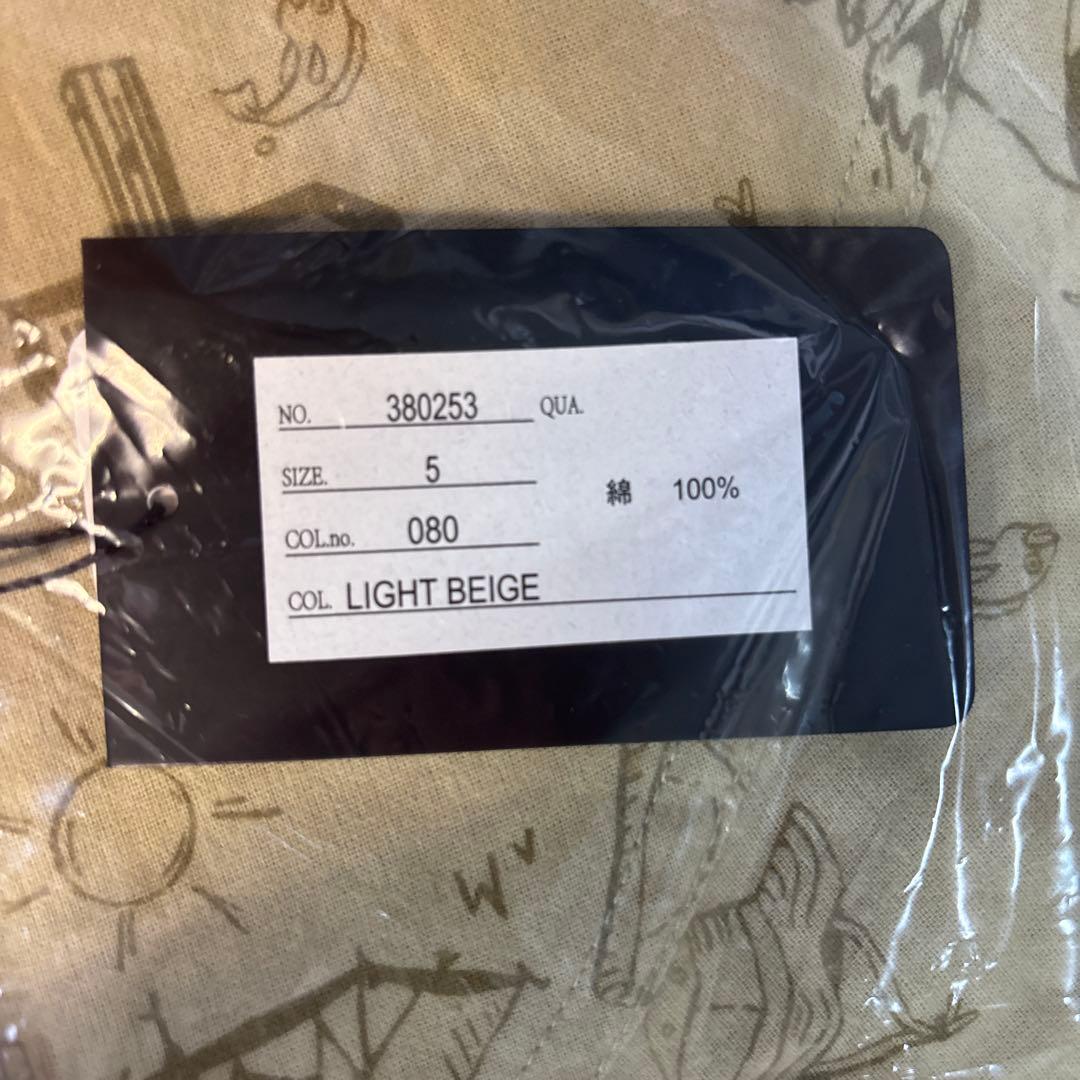 NO. 380253 QUA.
SIZE. 5
綿 100%
COL.no. 080
COL. LIGHT BEIGE